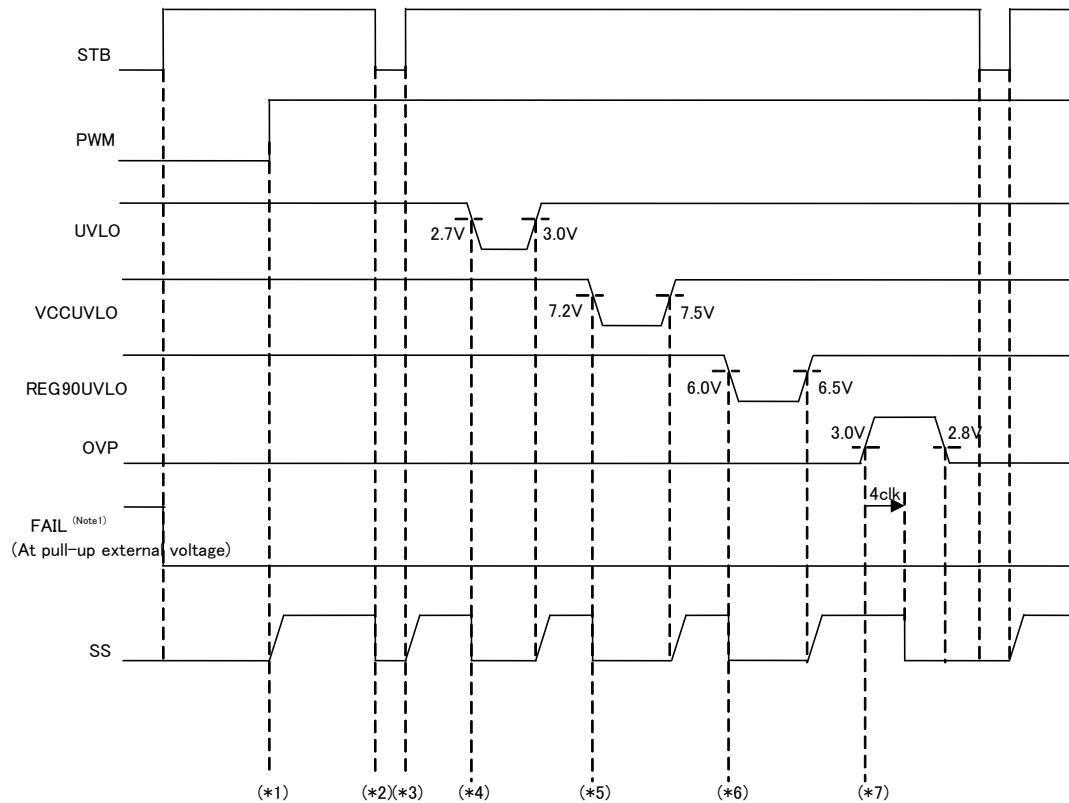 STB
PWM
UVLO
2.7V
3.0V
VCCUVLO
7.2V
7.5V
REG90UVLO
6.0V
6.5V
OVP
3.0V
2.8V
4clk
FAIL (Note1)
(At pull-up external voltage)
SS
(*1)
(*2)
(*3)
(*4)
(*5)
(*6)
(*7)